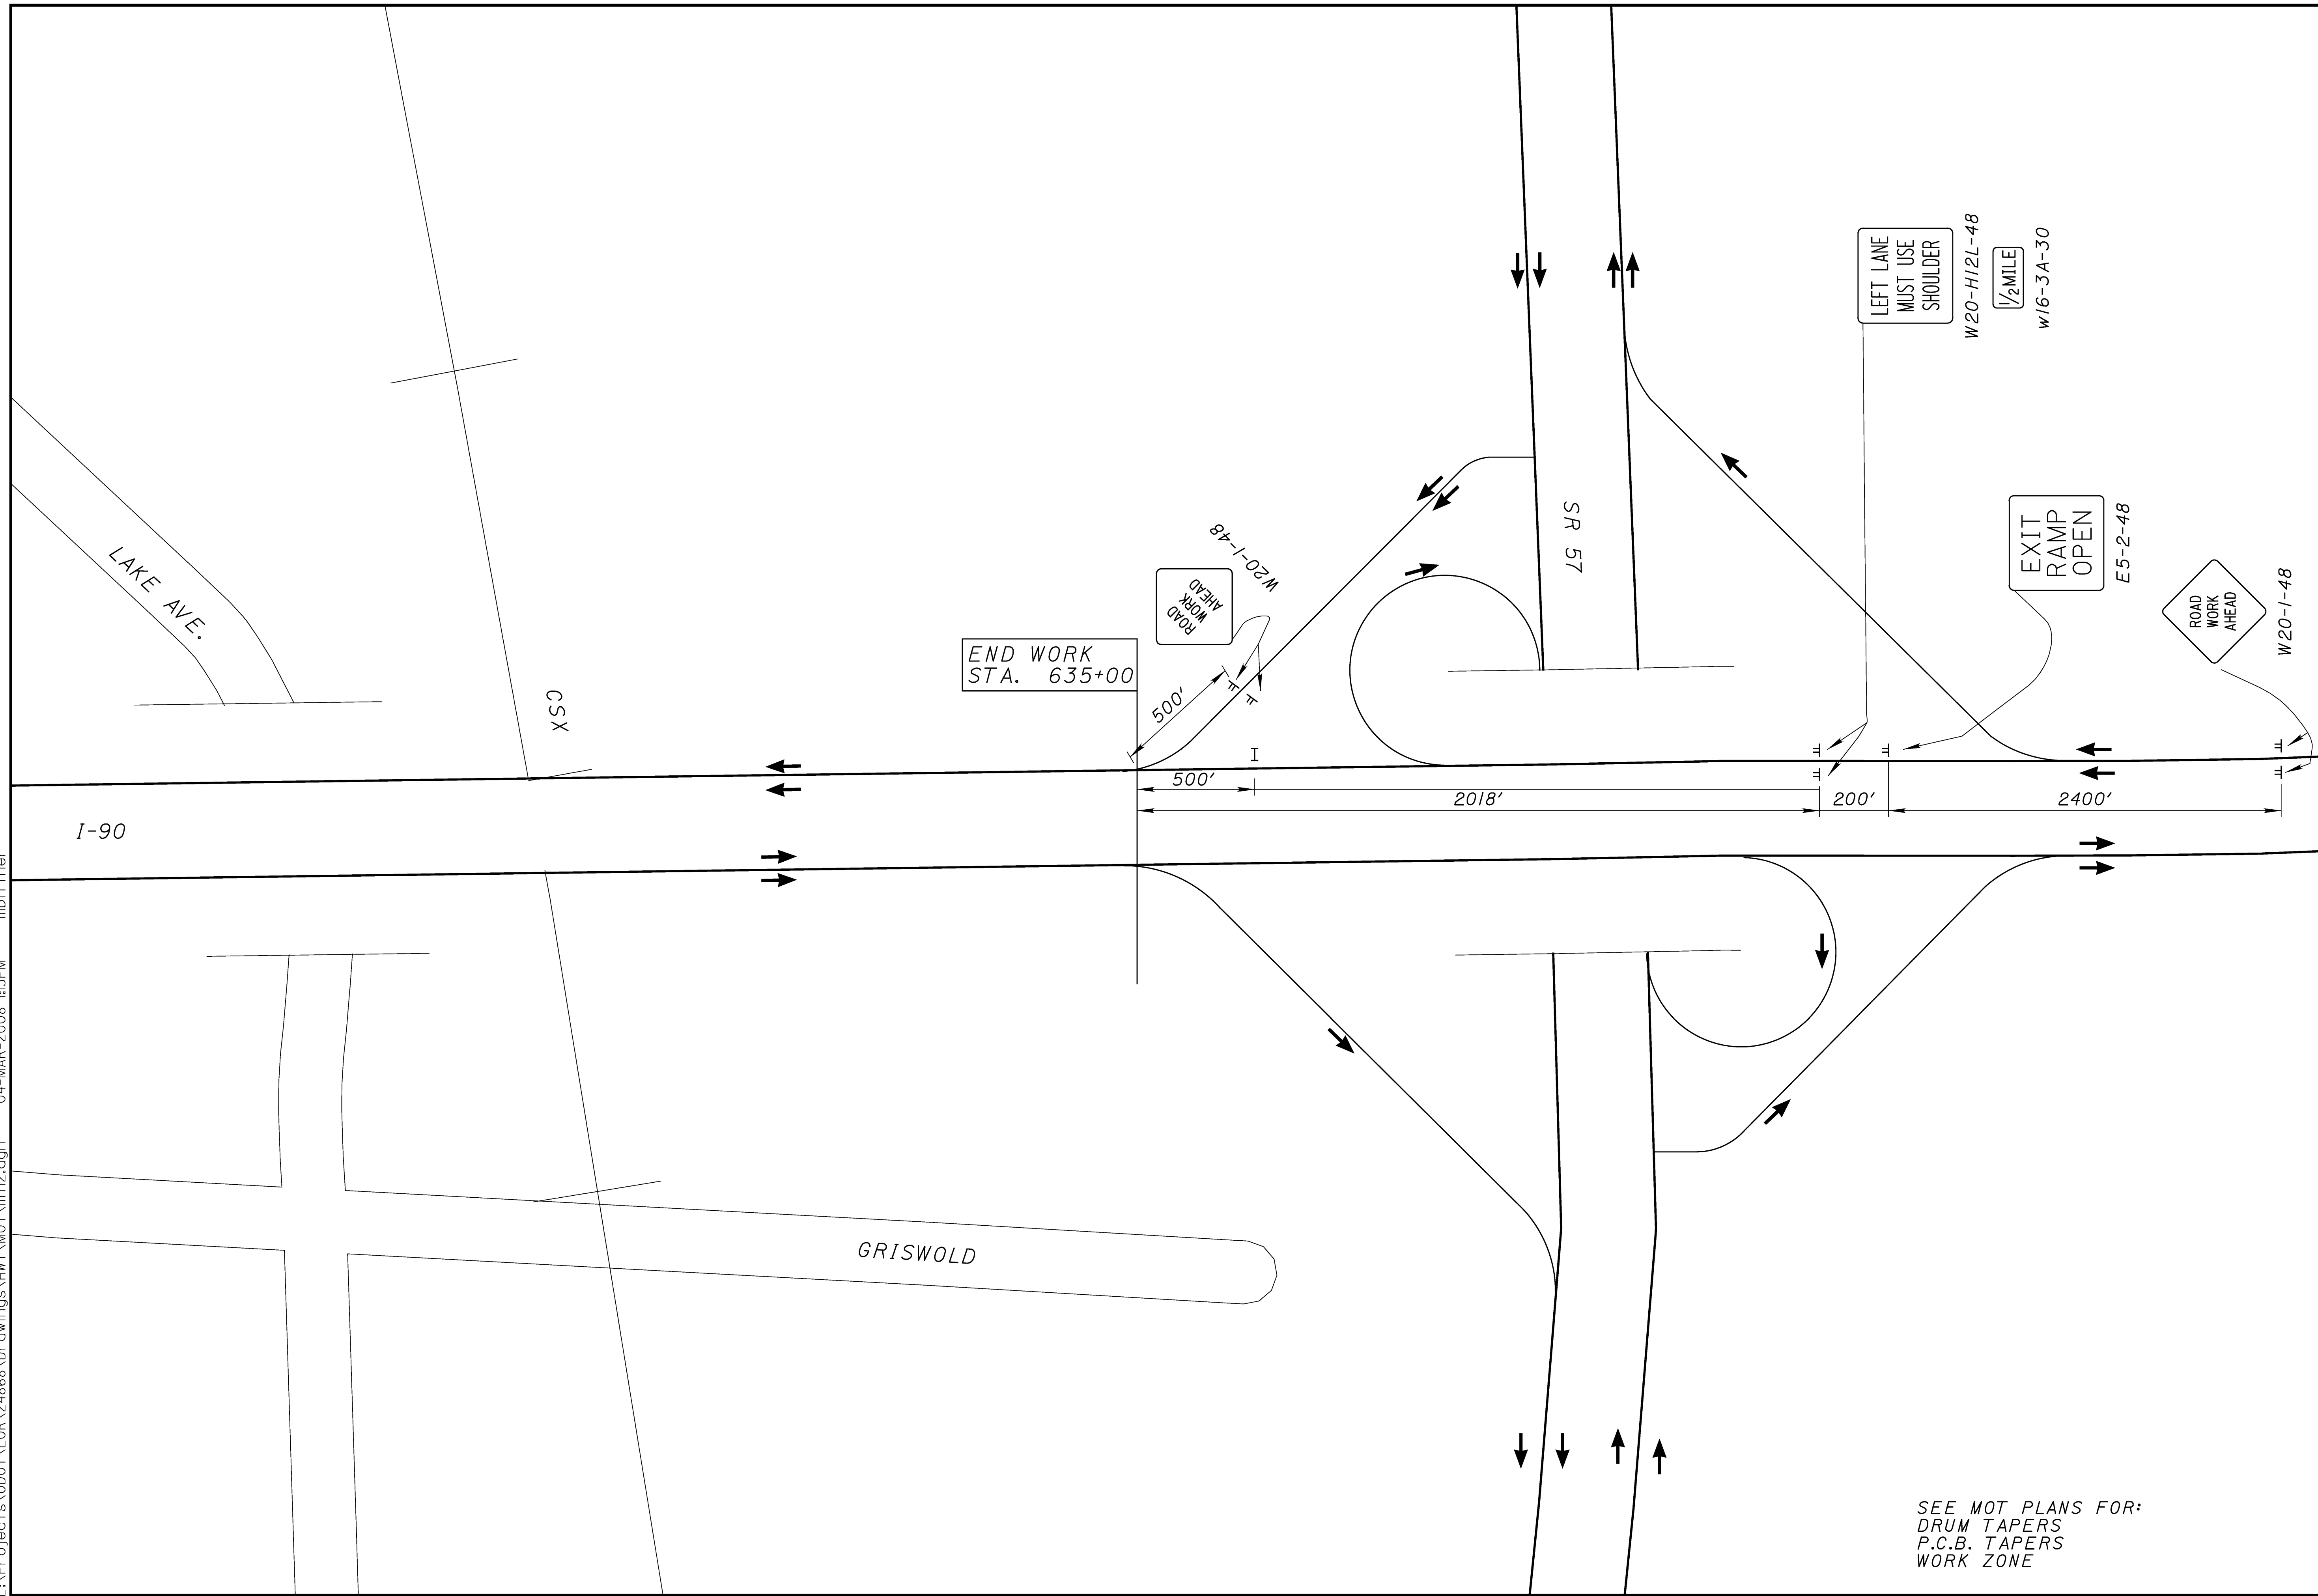 LEFT LANE
MUST USE
SHOULDER
W20-H12L-48
1/2 MILE
w16-3A-30
SR 57
EXIT
RAMP
OPEN
E5-2-48
ROAD
WORK
AHEAD
W20-1-48
LAKE AVE.
CSX
W20-1-48
ROAD
WORK
AHEAD
END WORK
STA. 635+00
500'
I
500'
2018'
200'
2400'
I-90
GRISWOLD
SEE MOT PLANS FOR:
DRUM TAPERS
P.C.B. TAPERS
WORK ZONE